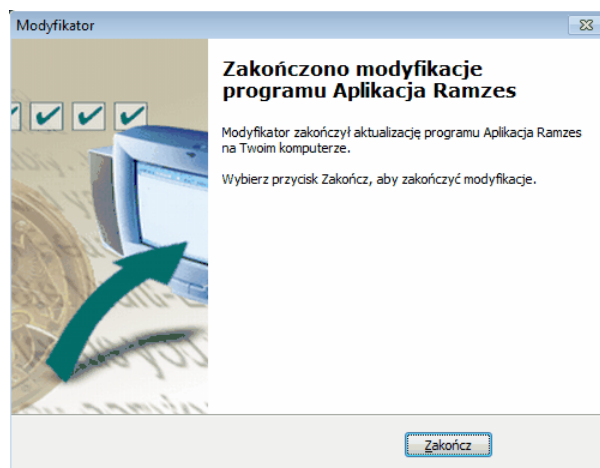 Modyfikator
Zakończono modyfikacje
programu Aplikacja Ramzes
Modyfikator zakończył aktualizację programu Aplikacja Ramzes
na Twoim komputerze.
Wybierz przycisk Zakończ, aby zakończyć modyfikacje.
Zakończ